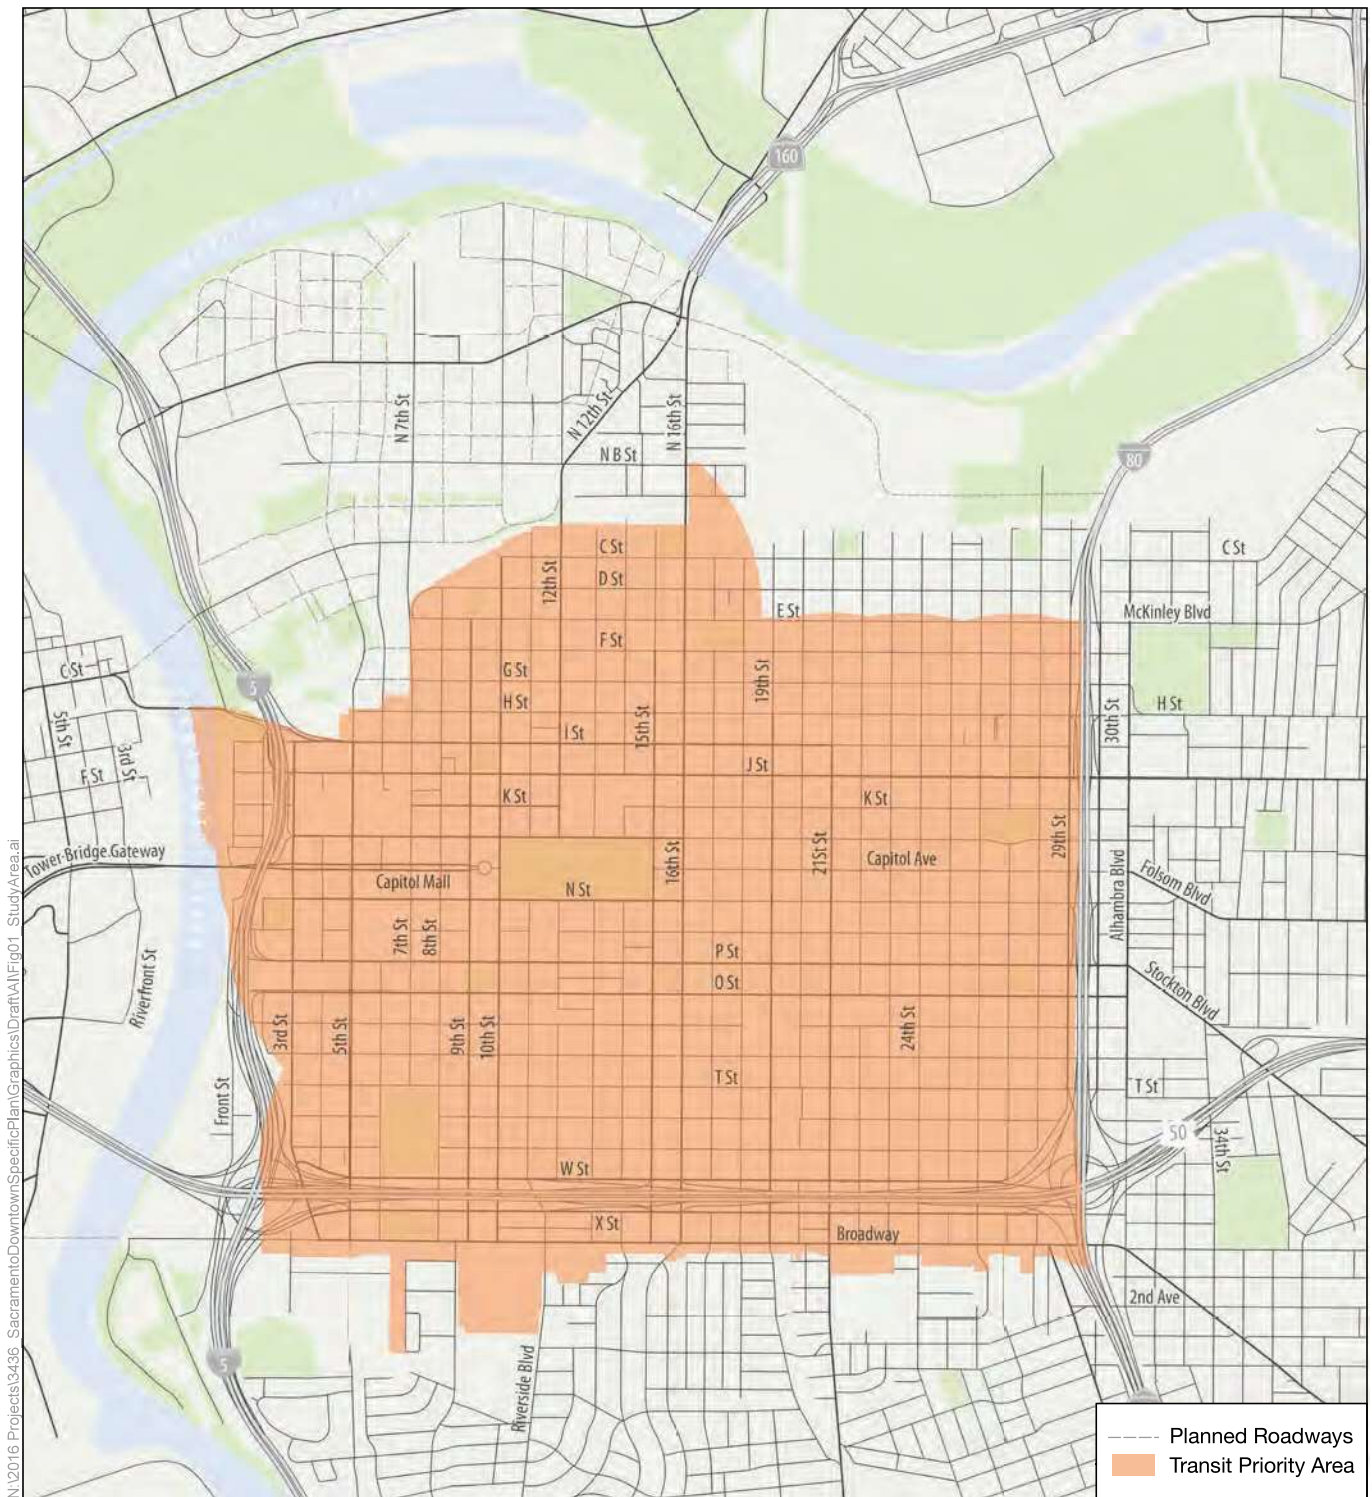 160
N 7th St
N 12th St
N 16th St
N B St
80
C St
C St
12th St
D St
E St
McKinley Blvd
F St
C St
G St
5
19th St
H St
30th St
H St
5th St
15th St
I St
3rd St
J St
F St
K St
K St
29th St
21St St
16th St
Tower Bridge Gateway
Capitol Ave
Capitol Mall
N St
Alhambra Blvd
Folsom Blvd
7th St
8th St
P St
O St
Riverfront St
Stockton Blvd
3rd St
5th St
9th St
10th St
24th St
T St
T St
Front St
50
34th St
W St
X St
Broadway
2nd Ave
5
Riverside Blvd
Planned Roadways
Transit Priority Area
N:\2016 Projects\3436_SacramentoDowntownSpecificPlan\Graphics\Draft\AI\Fig01_StudyArea.ai